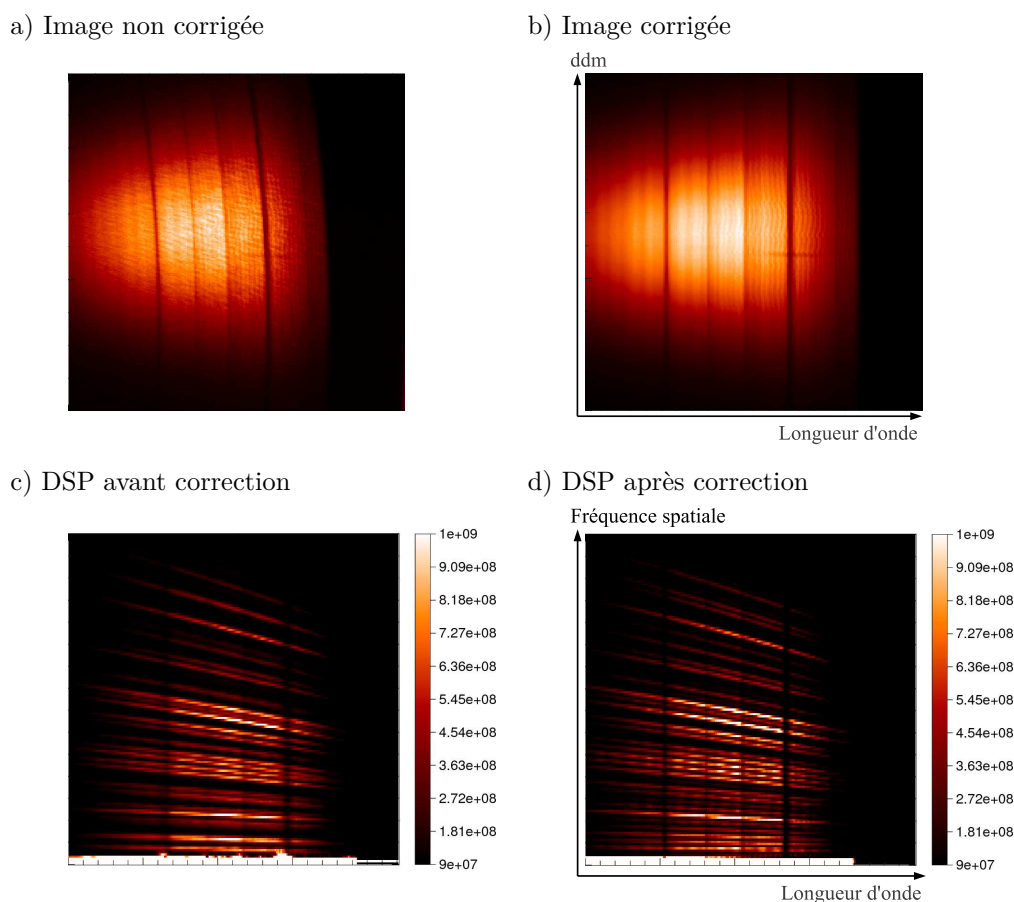 a) Image non corrigée
b) Image corrigée
ddm
Longueur d'onde
c) DSP avant correction
d) DSP après correction
Fréquence spatiale
1e+09
9.09e+08
8.18e+08
7.27e+08
6.36e+08
5.45e+08
4.54e+08
3.63e+08
2.72e+08
1.81e+08
9e+07
1e+09
9.09e+08
8.18e+08
7.27e+08
6.36e+08
5.45e+08
4.54e+08
3.63e+08
2.72e+08
1.81e+08
9e+07
Longueur d'onde